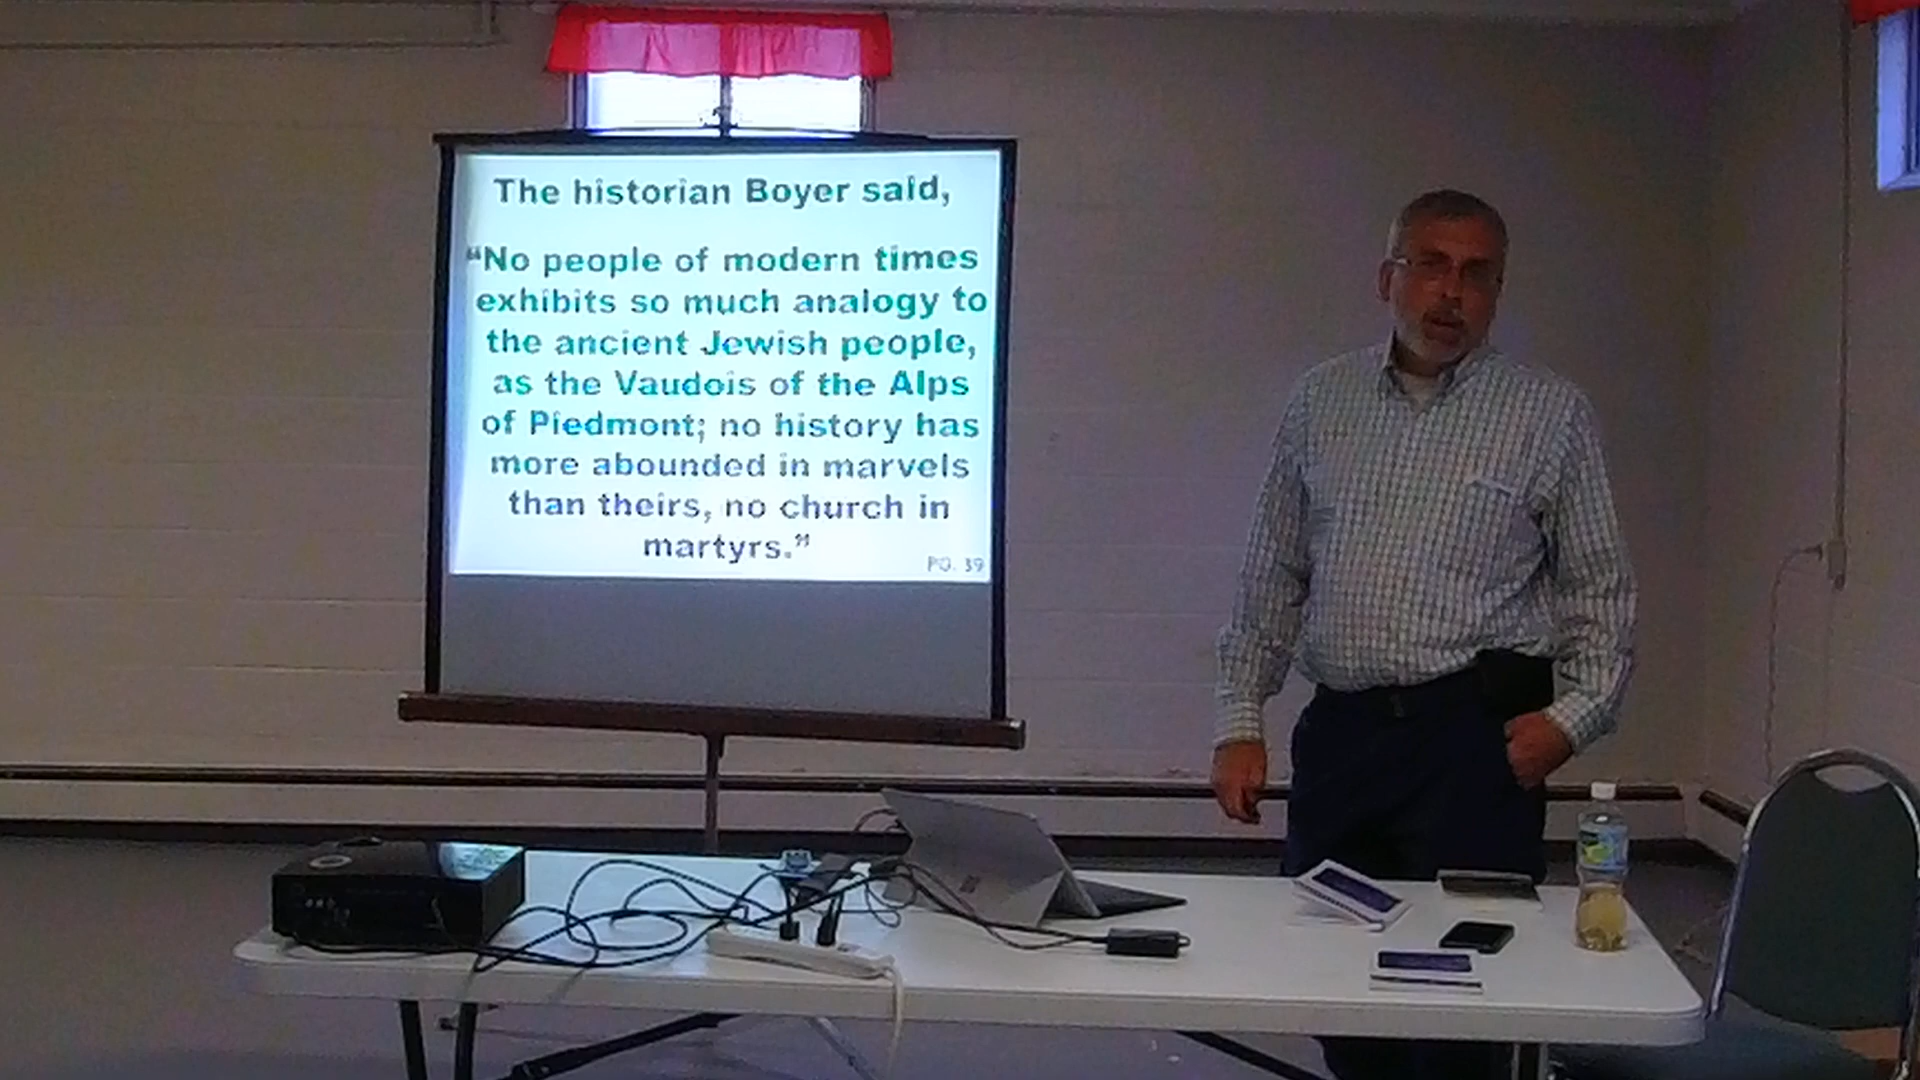 The historian Boyer said,
“No people of modern times
exhibits so much analogy to
the ancient Jewish people,
as the Vaudois of the Alps
of Piedmont; no history has
more abounded in marvels
than theirs, no church in
martyrs.”
PG. 39